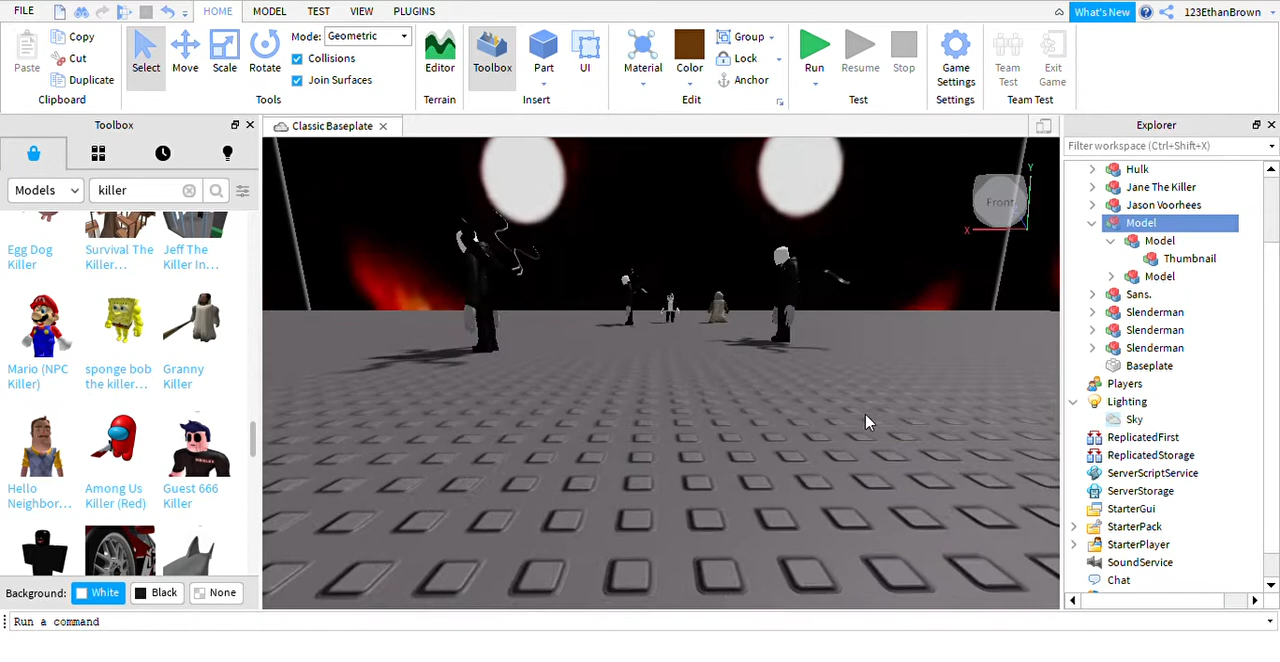 FILE HOME MODEL TEST VIEW PLUGINS What's New 123EthanBrown
Paste Copy Cut Duplicate
Clipboard
Select Move Scale Rotate
Mode: Geometric
Collisions
Join Surfaces
Tools
Editor
Terrain
Toolbox Part UI
Insert
Material Color Group Lock Anchor
Edit
Run Resume Stop
Test
Game
Settings
Settings
Team
Test
Exit
Game
Team Test
Toolbox
Models killer
Egg Dog
Killer
Survival The
Killer...
Jeff The
Killer In...
Mario (NPC
Killer)
sponge bob
the killer...
Granny
Killer
Hello
Neighbor...
Among Us
Killer (Red)
Guest 666
Killer
Background: White Black None
ClassicBaseplate
Front
X
Y
Explorer
Filter workspace (Ctrl+Shift+X)
Hulk
Jane The Killer
Jason Voorhees
Model
Model
Thumbnail
Model
Sans.
Slenderman
Slenderman
Slenderman
Baseplate
Players
Lighting
Sky
ReplicatedFirst
ReplicatedStorage
ServerScriptService
ServerStorage
StarterGui
StarterPack
StarterPlayer
SoundService
Chat
Run a command